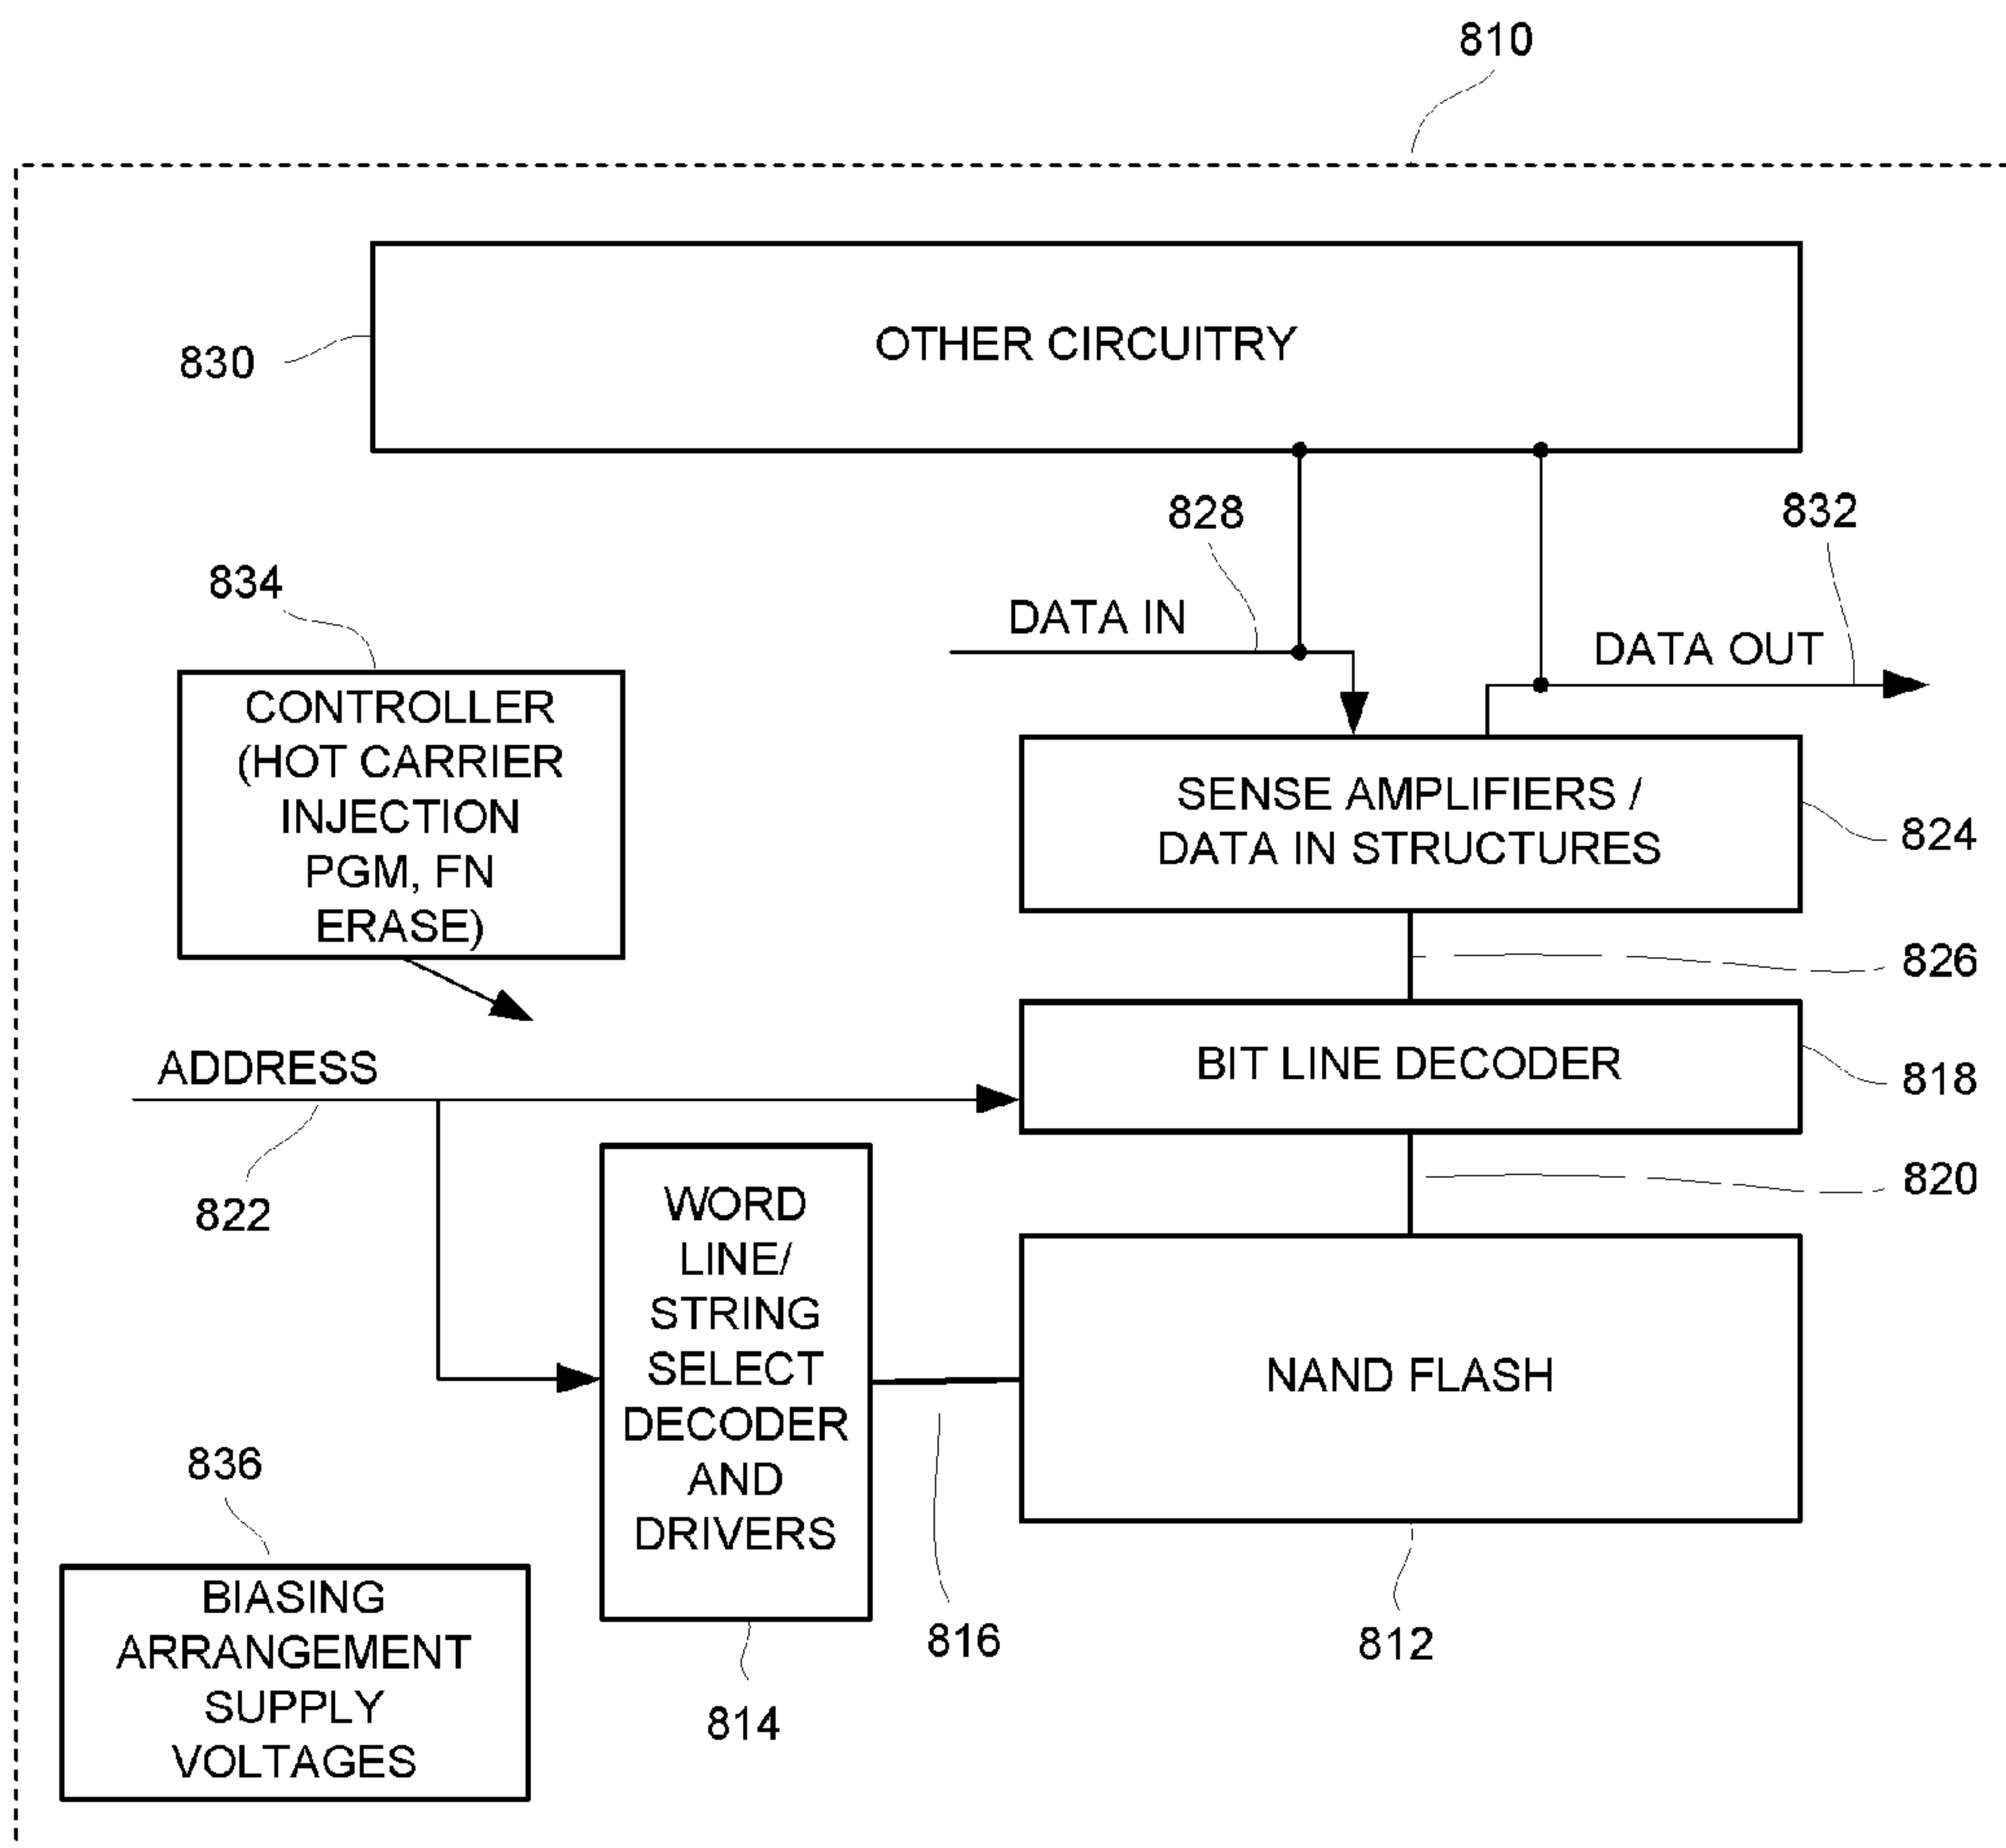 810
OTHER CIRCUITRY
830
828
832
834
DATA IN
DATA OUT
CONTROLLER
(HOT CARRIER
INJECTION
PGM, FN
ERASE)
SENSE AMPLIFIERS /
DATA IN STRUCTURES
824
826
ADDRESS
BIT LINE DECODER
818
822
820
WORD
LINE/
STRING
SELECT
DECODER
AND
DRIVERS
NAND FLASH
836
BIASING
ARRANGEMENT
SUPPLY
VOLTAGES
816
812
814